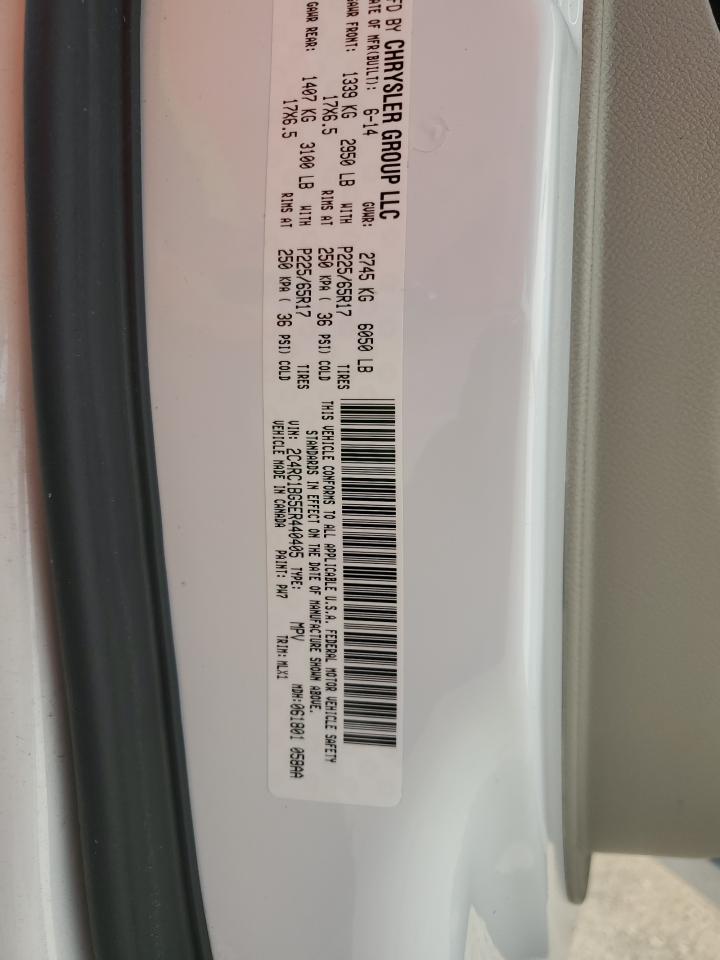 FD BY CHRYSLER GROUP LLC
DATE OF MFR(BUILT): 6-14 GVWR: 2745 KG 6050 LB
GAWR FRONT: 1339 KG 2950 LB WITH P225/65R17 TIRES
17X6.5 RIMS AT 250 KPA ( 36 PSI) COLD
GAWR REAR: 1407 KG 3100 LB WITH P225/65R17 TIRES
17X6.5 RIMS AT 250 KPA ( 36 PSI) COLD
THIS VEHICLE CONFORMS TO ALL APPLICABLE U.S.A. FEDERAL MOTOR VEHICLE SAFETY
STANDARDS IN EFFECT ON THE DATE OF MANUFACTURE SHOWN ABOVE.
VIN: 2C4RC1BG5ER440405 TYPE: MPV MDH:061801 058AA
VEHICLE MADE IN CANADA PAINT: PW7 TRIM: MLX1